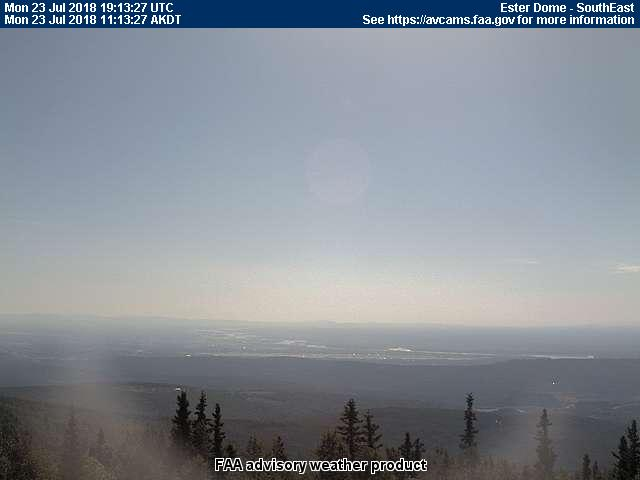 Mon 23 Jul 2018 19:13:27 UTC
Ester Dome - SouthEast
Mon 23 Jul 2018 11:13:27 AKDT
See https://avcams.faa.gov for more information
FAA advisory weather product